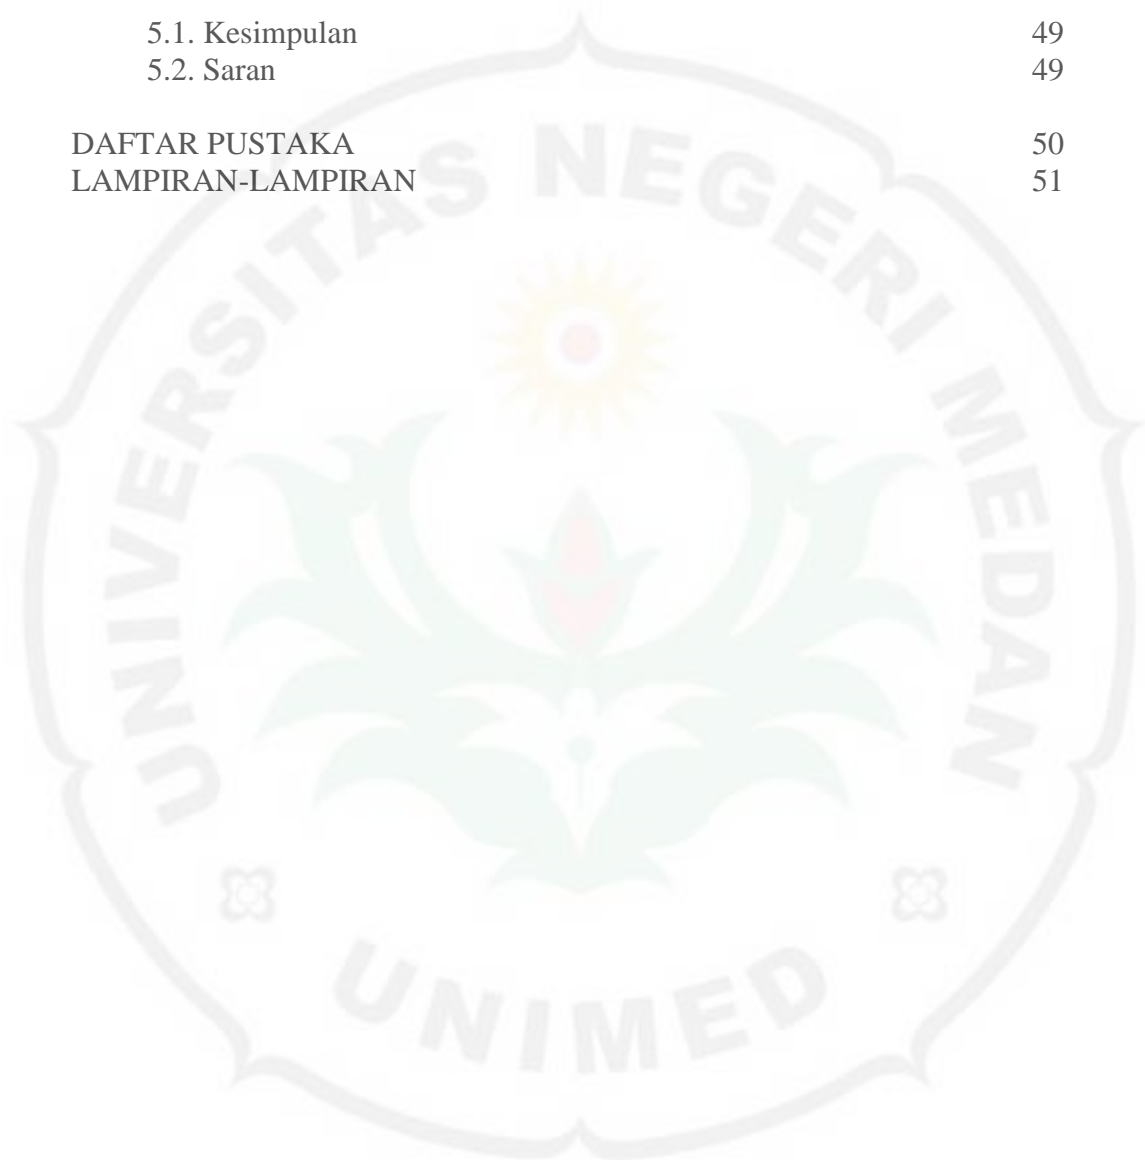 5.1. Kesimpulan 49
5.2. Saran 49
DAFTAR PUSTAKA 50
LAMPIRAN-LAMPIRAN 51
UNIVERSITAS NEGERI MEDAN
UNIMED